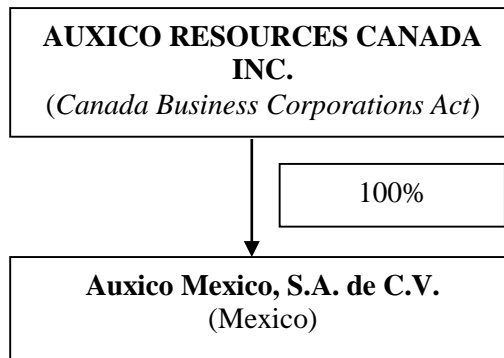 AUXICO RESOURCES CANADA
INC.
(Canada Business Corporations Act)
100%
Auxico Mexico, S.A. de C.V.
(Mexico)